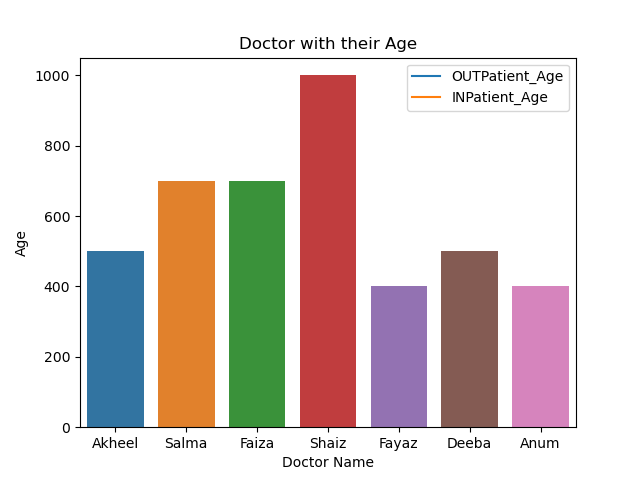 Doctor with their Age
OUTPatient_Age
INPatient_Age
Age
1000
800
600
400
200
0
Akheel Salma Faiza Shaiz Fayaz Deeba Anum
Doctor Name